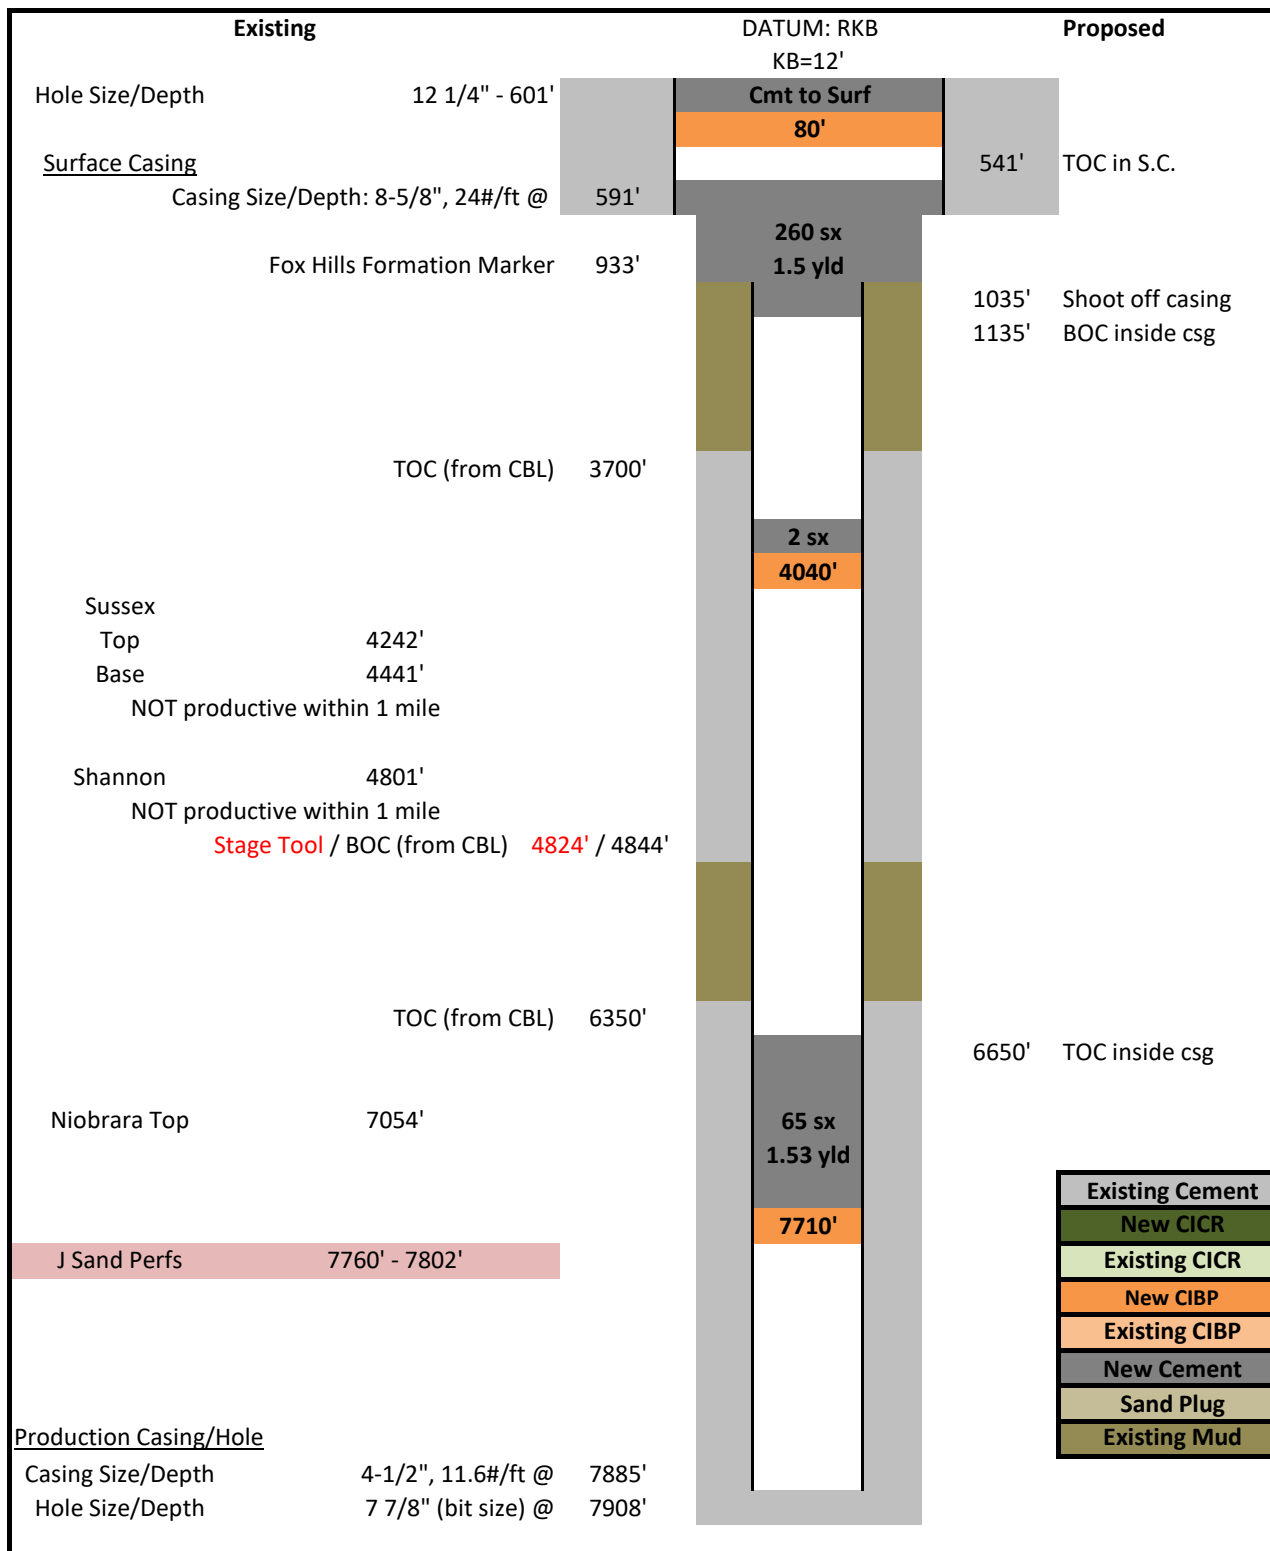 Existing DATUM: RKB Proposed
KB=12'
Hole Size/Depth 12 1/4" - 601' Cmt to Surf
80'
Surface Casing 541' TOC in S.C.
Casing Size/Depth: 8-5/8", 24#/ft @ 591'
260 sx
Fox Hills Formation Marker 933' 1.5 yld
1035' Shoot off casing
1135' BOC inside csg
TOC (from CBL) 3700'
2 sx
4040'
Sussex
Top 4242'
Base 4441'
NOT productive within 1 mile
Shannon 4801'
NOT productive within 1 mile
Stage Tool / BOC (from CBL) 4824' / 4844'
TOC (from CBL) 6350'
6650' TOC inside csg
Niobrara Top 7054' 65 sx
1.53 yld
Existing Cement
7710' New CICR
J Sand Perfs 7760' - 7802' Existing CICR
New CIBP
Existing CIBP
New Cement
Sand Plug
Production Casing/Hole Existing Mud
Casing Size/Depth 4-1/2", 11.6#/ft @ 7885'
Hole Size/Depth 7 7/8" (bit size) @ 7908'